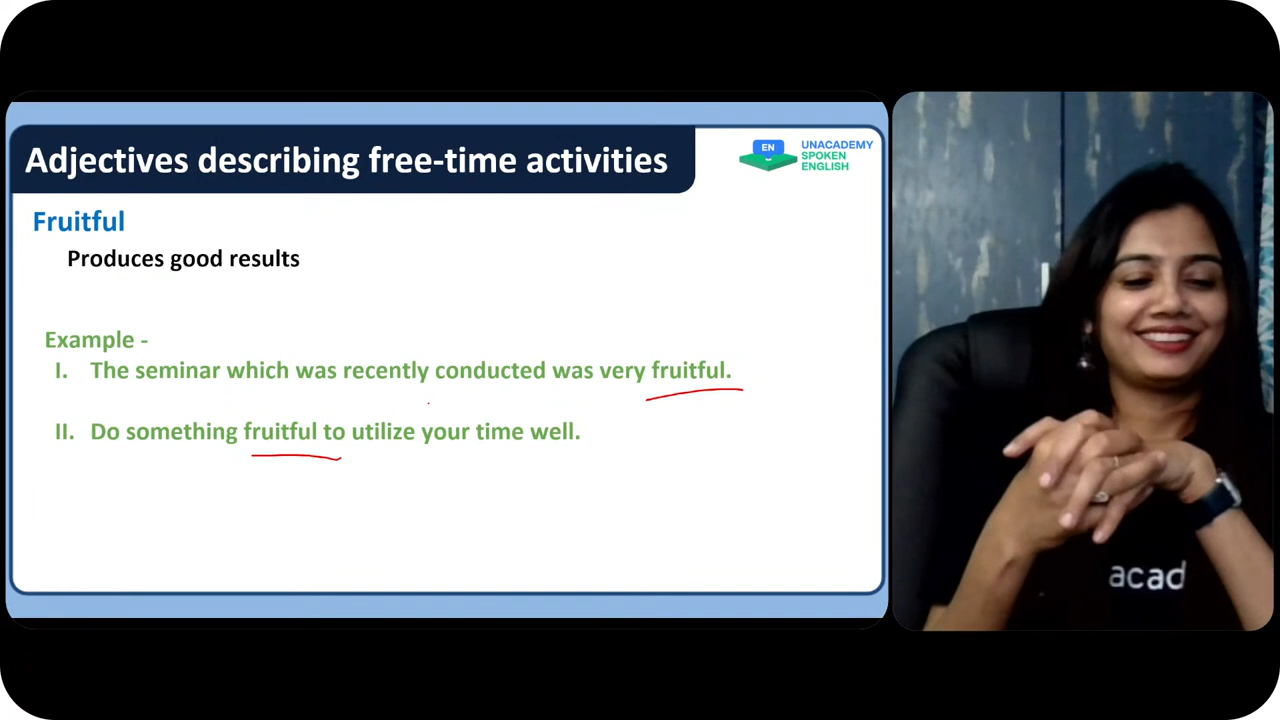 Adjectives describing free-time activities
EN
UNACADEMY
SPOKEN
ENGLISH
Fruitful
Produces good results
Example -
I. The seminar which was recently conducted was very fruitful.
II. Do something fruitful to utilize your time well.
acad